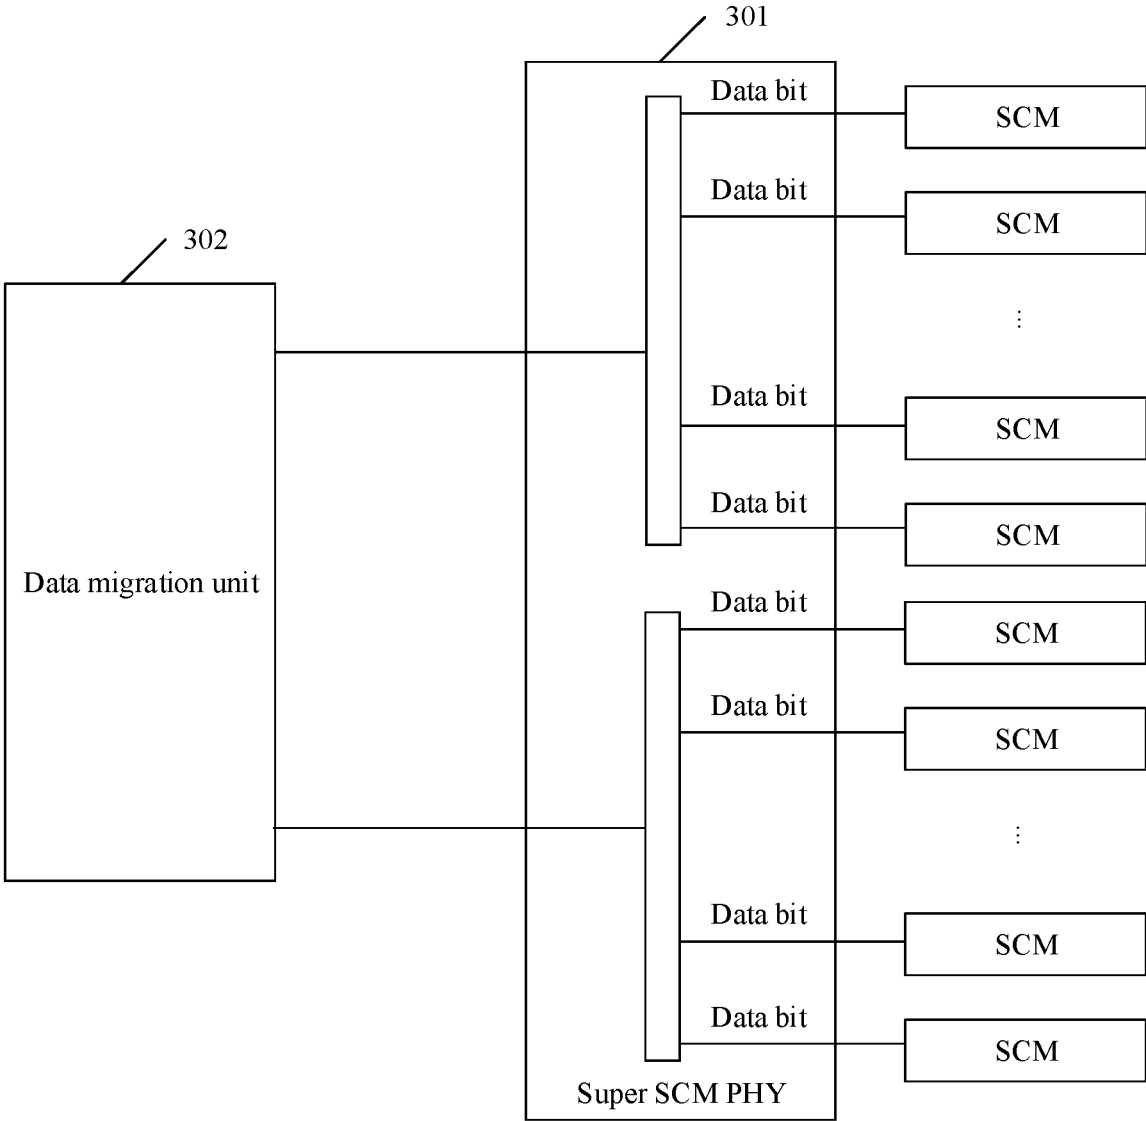 301
Data bit
SCM
Data bit
SCM
302
⋮
Data bit
SCM
Data bit
SCM
Data migration unit
Data bit
SCM
Data bit
SCM
⋮
Data bit
SCM
Data bit
SCM
Super SCM PHY